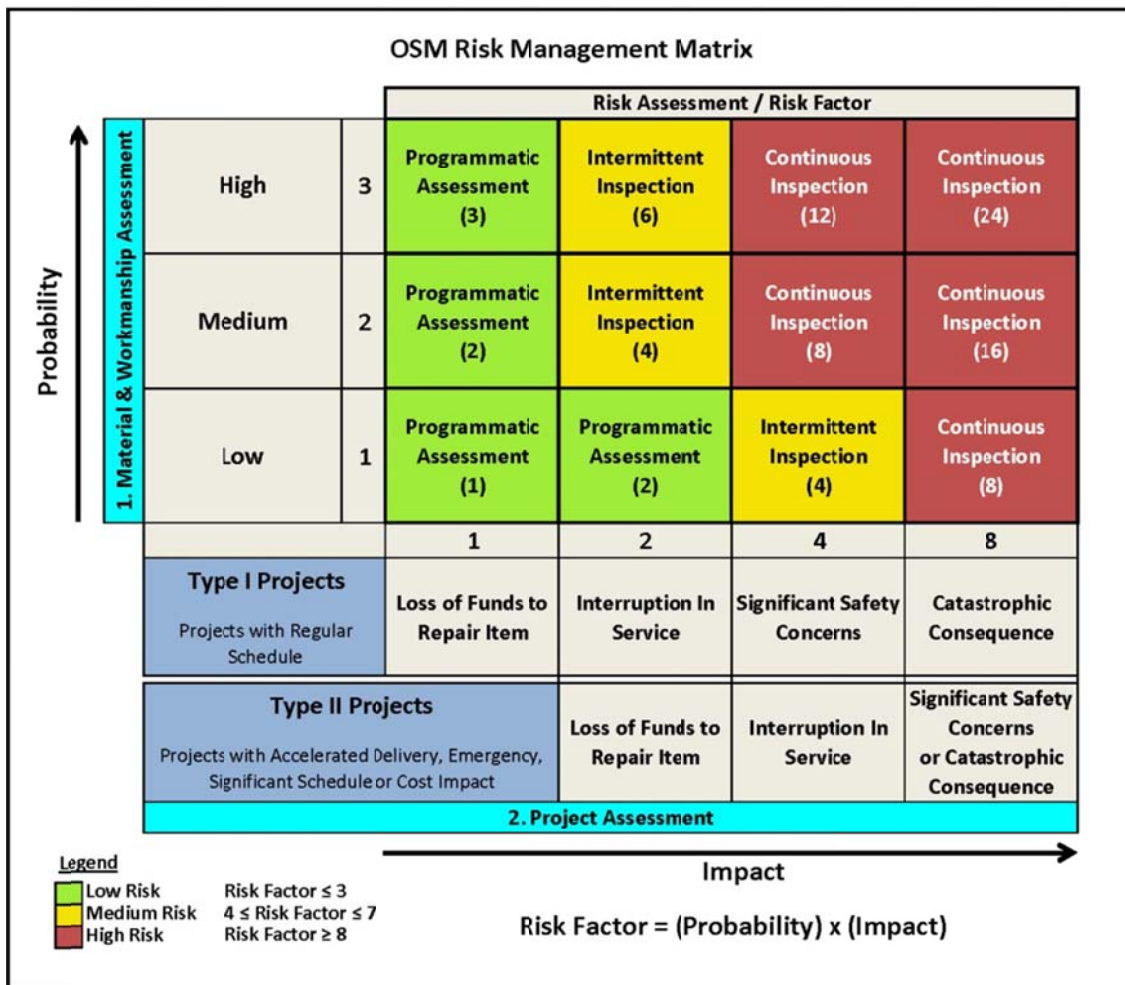 OSM Risk Management Matrix
Risk Assessment / Risk Factor
Probability
1. Material & Workmanship Assessment
High
3
Programmatic
Assessment
(3)
Intermittent
Inspection
(6)
Continuous
Inspection
(12)
Continuous
Inspection
(24)
Medium
2
Programmatic
Assessment
(2)
Intermittent
Inspection
(4)
Continuous
Inspection
(8)
Continuous
Inspection
(16)
Low
1
Programmatic
Assessment
(1)
Programmatic
Assessment
(2)
Intermittent
Inspection
(4)
Continuous
Inspection
(8)
1
2
4
8
Type I Projects
Projects with Regular
Schedule
Loss of Funds to
Repair Item
Interruption In
Service
Significant Safety
Concerns
Catastrophic
Consequence
Type II Projects
Projects with Accelerated Delivery, Emergency,
Significant Schedule or Cost Impact
Loss of Funds to
Repair Item
Interruption In
Service
Significant Safety
Concerns
or Catastrophic
Consequence
2. Project Assessment
Impact
Legend
Low Risk Risk Factor ≤ 3
Medium Risk 4 ≤ Risk Factor ≤ 7
High Risk Risk Factor ≥ 8
Risk Factor = (Probability) x (Impact)